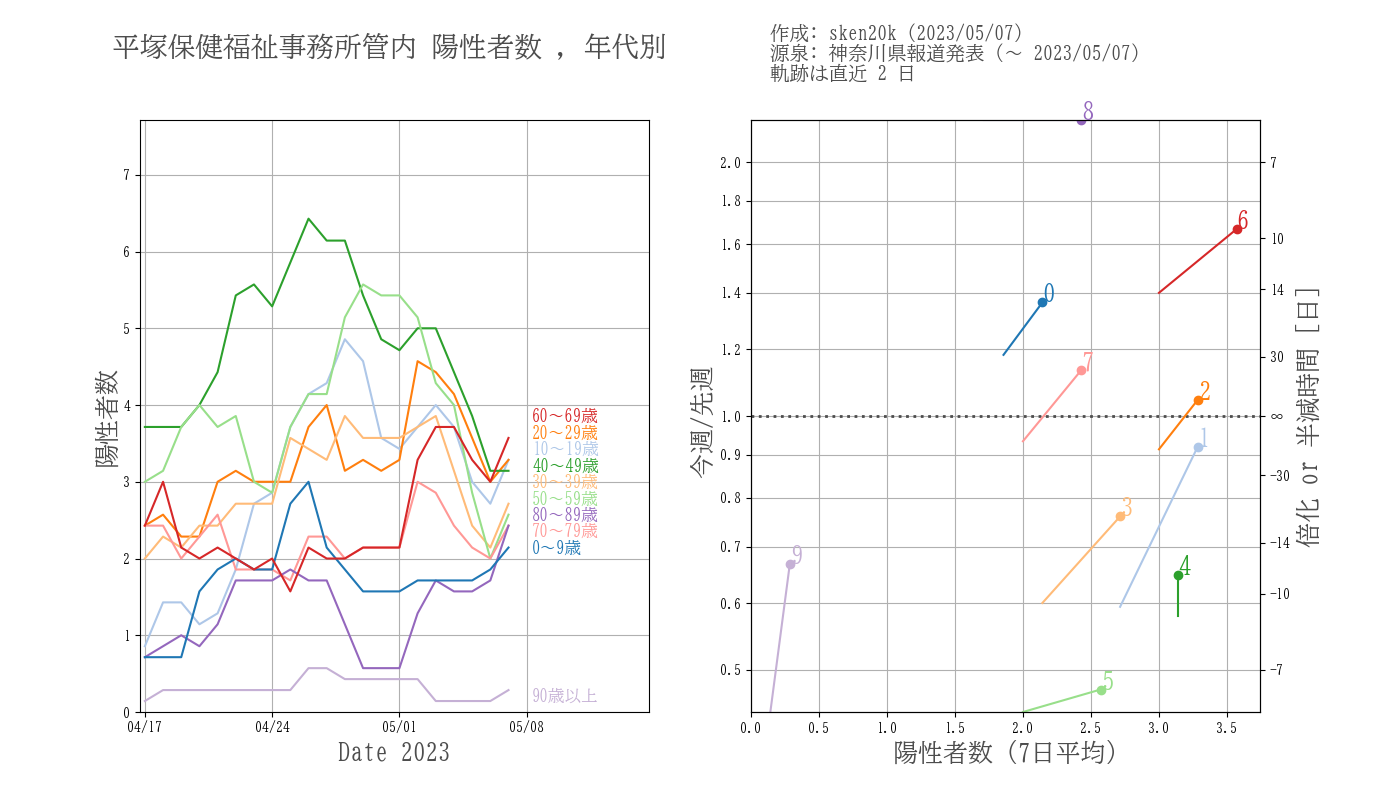 平塚保健福祉事務所管内 陽性者数 , 年代別
作成: sken20k (2023/05/07)
源泉: 神奈川県報道発表 (～ 2023/05/07)
軌跡は直近 2 日
陽性者数
7
6
5
4
3
2
1
0
04/17
04/24
05/01
05/08
Date 2023
60～69歳
20～29歳
10～19歳
40～49歳
30～39歳
50～59歳
80～89歳
70～79歳
0～9歳
90歳以上
今週/先週
2.0
1.8
1.6
1.4
1.2
1.0
0.9
0.8
0.7
0.6
0.5
0.0
0.5
1.0
1.5
2.0
2.5
3.0
3.5
陽性者数 (7日平均)
8
6
0
7
2
1
3
9
4
5
7
10
14
30
∞
−30
−14
−10
−7
倍化 or 半減時間 [日]